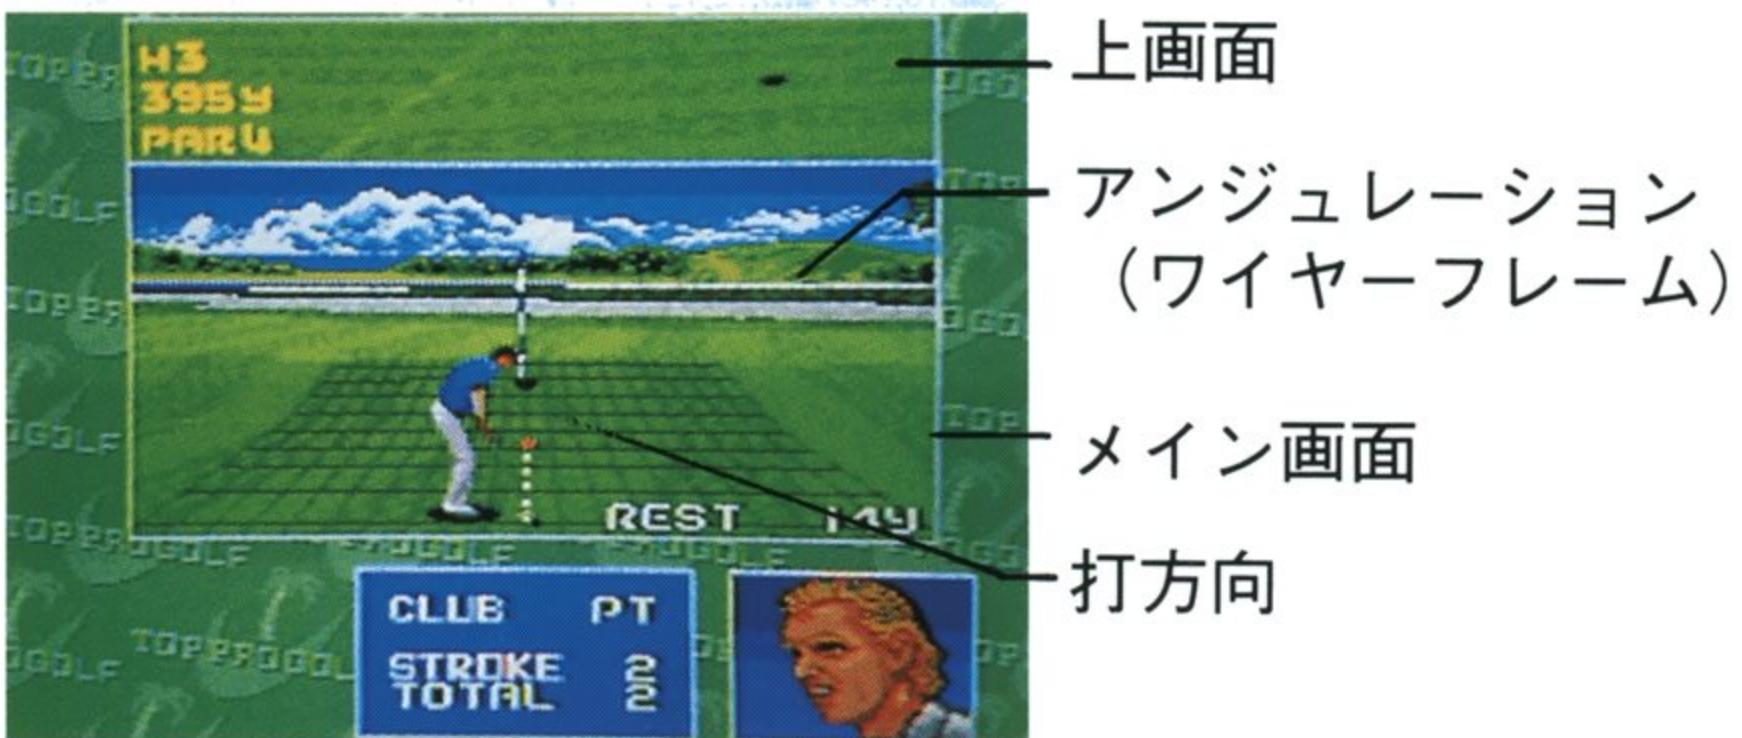 H3
395y
PAR4
上画面
アンジュレーション
（ワイヤーフレーム）
メイン画面
REST 14y
打方向
CLUB PT
STROKE 2
TOTAL 2
TOPPROGOLF